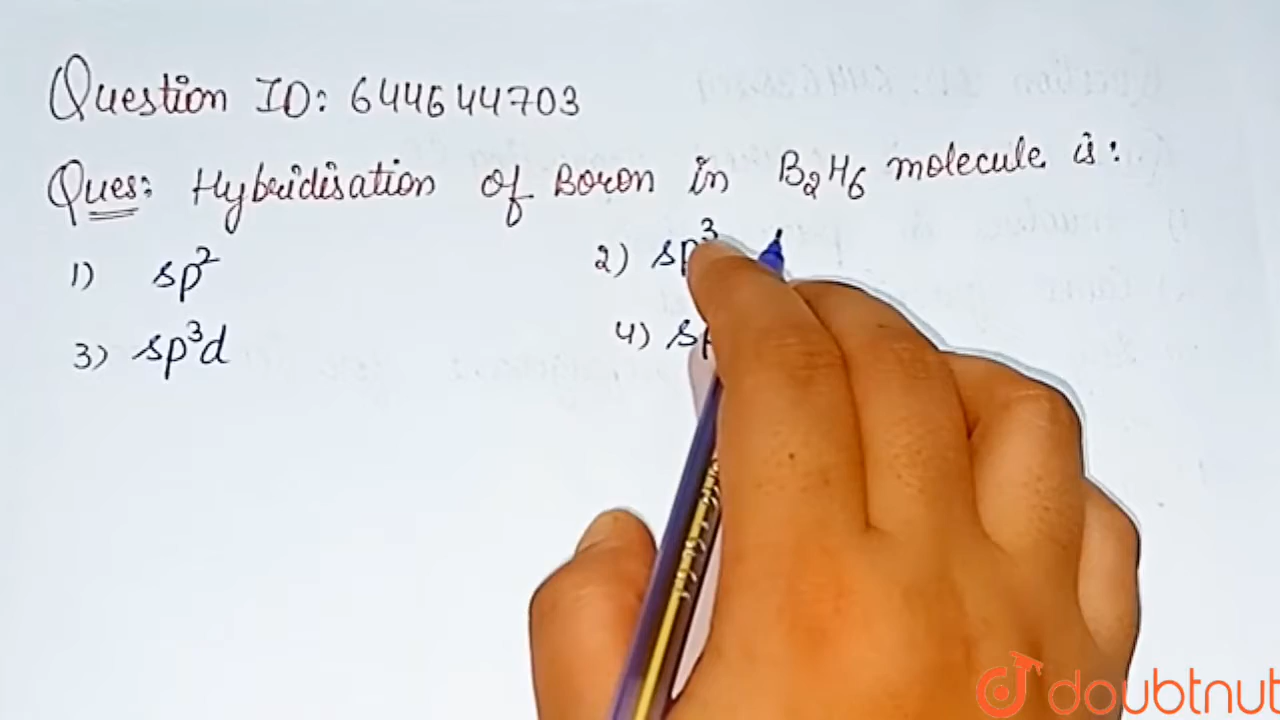 Question ID: 644644703
Ques: Hybridisation of Boron in B₂H₆ molecule is:
1) sp² 2) sp³
3) sp³d 4)
doubtnut